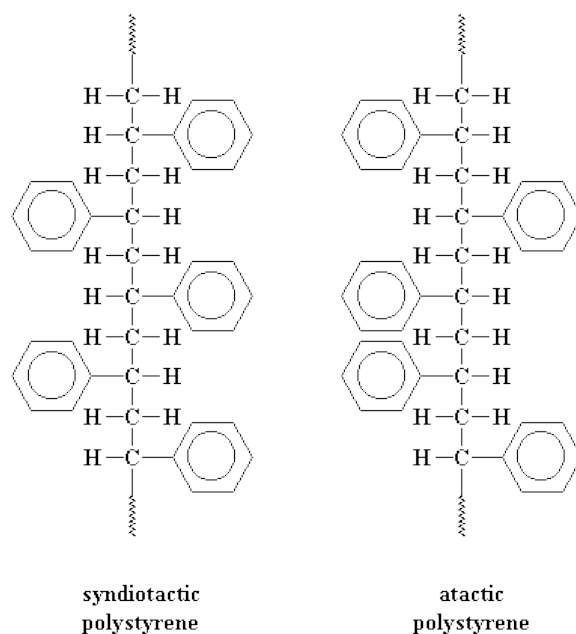 H C H H C H
H C C H
H C H H C H
C H H C
H C H H C H
H C C H
H C H H C H
C H C H
H C H H C H
H C H C
syndiotactic
polystyrene
atactic
polystyrene